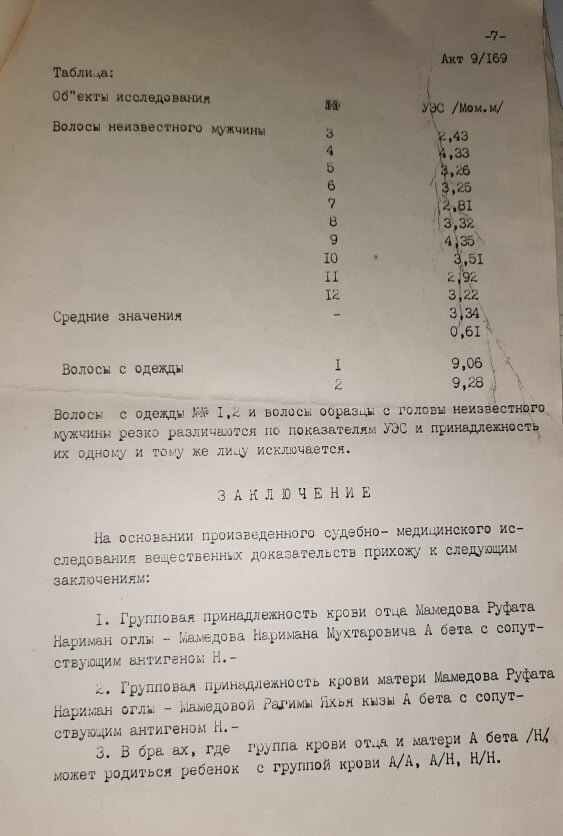 -7-
Акт 9/169
Таблица:
Об"екты исследования №№ УЭС /Мом.м/
Волосы неизвестного мужчины 3 2,43
4 4,33
5 3,26
6 3,25
7 2,81
8 3,32
9 4,35
10 3,51
11 2,92
12 3,22
Средние значения - 3,34
0,61
Волосы с одежды I 9,06
2 9,28
Волосы с одежды №№ I,2 и волосы образцы с головы неизвестного
мужчины резко различаются по показателям УЭС и принадлежность
их одному и тому же лицу исключается.
ЗАКЛЮЧЕНИЕ
На основании произведенного судебно- медицинского ис-
следования вещественных доказательств прихожу к следующим
заключениям:
I. Групповая принадлежность крови отца Мамедова Руфата
Нариман оглы - Мамедова Наримана Мухтаровича А бета с сопут-
ствующим антигеном Н.-
2. Групповая принадлежность крови матери Мамедова Руфата
Нариман оглы - Мамедовой Рагимы Яхья кызы А бета с сопут-
ствующим антигеном Н.-
3. В бра ах, где группа крови отца и матери А бета /Н/,
может родиться ребенок с группой крови А/А, А/Н, Н/Н.